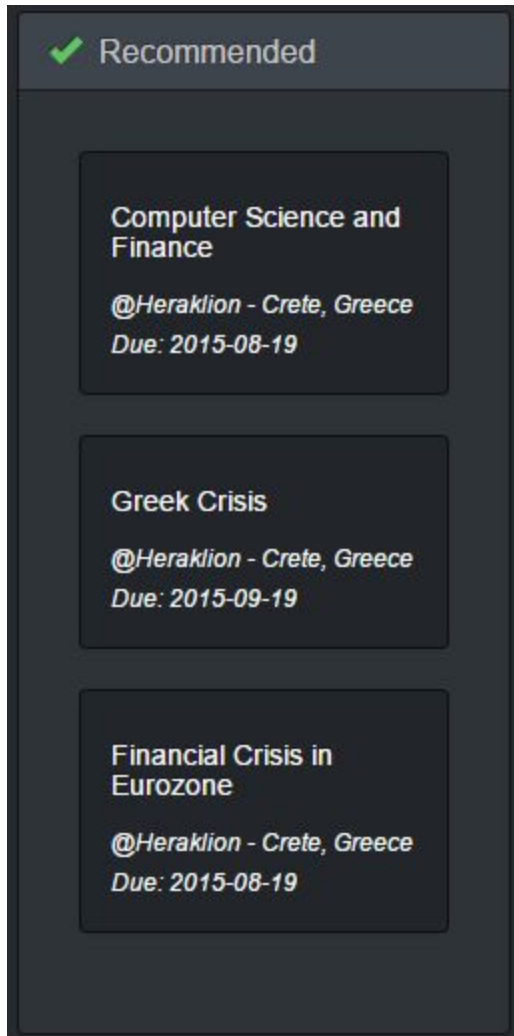 Recommended
Computer Science and
Finance
@Heraklion - Crete, Greece
Due: 2015-08-19
Greek Crisis
@Heraklion - Crete, Greece
Due: 2015-09-19
Financial Crisis in
Eurozone
@Heraklion - Crete, Greece
Due: 2015-08-19